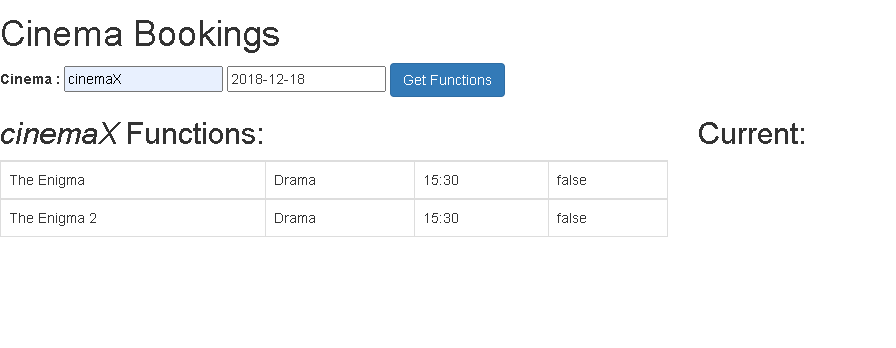 Cinema Bookings
Cinema : cinemaX 2018-12-18 Get Functions
cinemaX Functions: Current:
The Enigma Drama 15:30 false
The Enigma 2 Drama 15:30 false